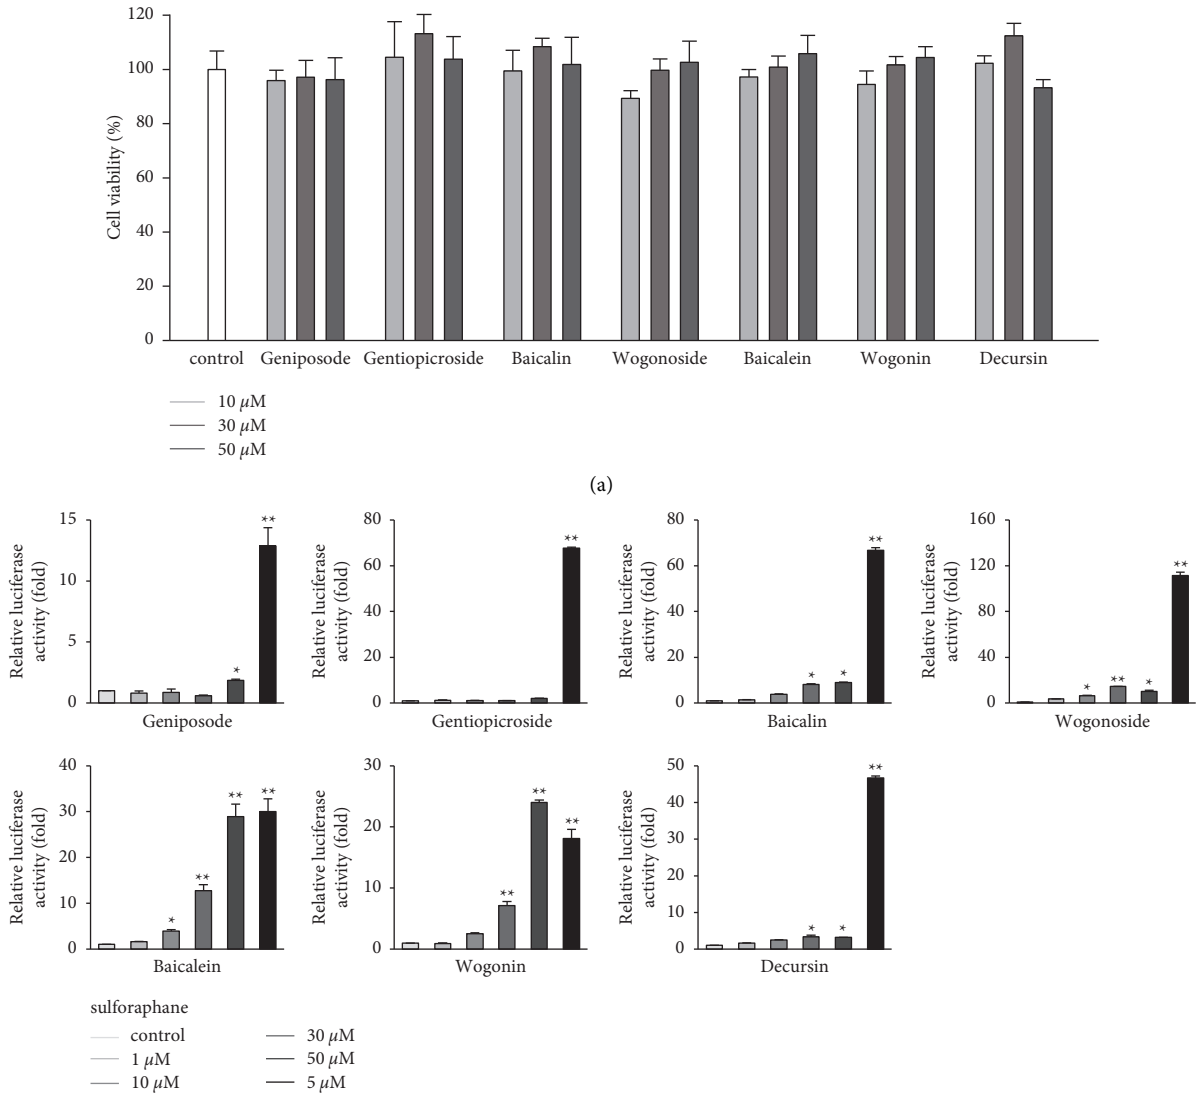 120
100
80
60
40
20
0
Cell viability (%)
control Geniposode Gentiopicroside Baicalin Wogonoside Baicalein Wogonin Decursin
10 µM
30 µM
50 µM
(a)
Relative luciferase
activity (fold)
15
10
5
0
*
**
Geniposode
Relative luciferase
activity (fold)
80
60
40
20
0
**
Gentiopicroside
Relative luciferase
activity (fold)
80
60
40
20
0
*
*
**
Baicalin
Relative luciferase
activity (fold)
160
120
80
40
0
*
**
*
**
Wogonoside
Relative luciferase
activity (fold)
40
30
20
10
0
*
**
**
**
Baicalein
Relative luciferase
activity (fold)
30
20
10
0
**
**
**
Wogonin
Relative luciferase
activity (fold)
50
40
30
20
10
0
*
*
**
Decursin
sulforaphane
control
1 µM
10 µM
30 µM
50 µM
5 µM